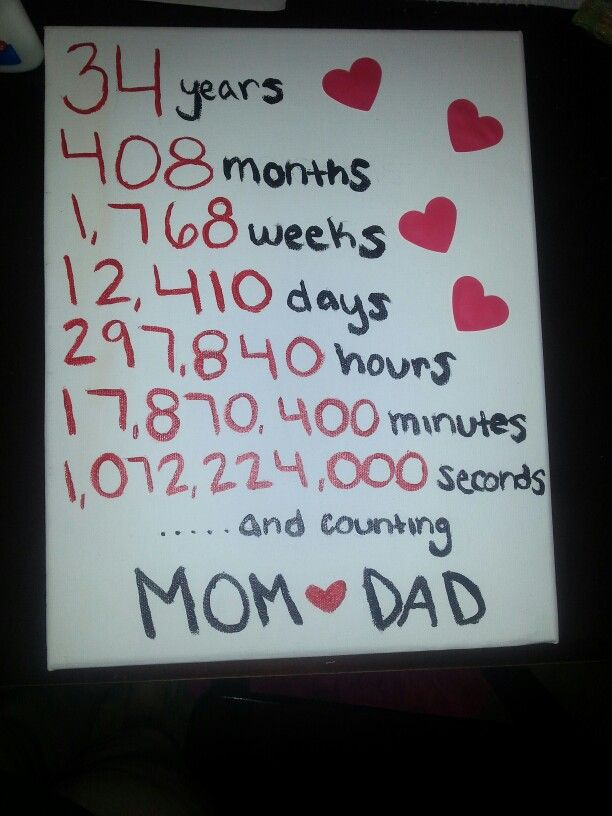 34 years
408 months
1,768 weeks
12,410 days
297,840 hours
17,870,400 minutes
1,072,224,000 seconds
.....and counting
MOM ♥ DAD